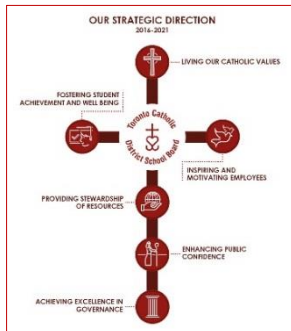 OUR STRATEGIC DIRECTION
2016-2021
LIVING OUR CATHOLIC VALUES
FOSTERING STUDENT
ACHIEVEMENT AND WELL BEING
Toronto Catholic
District School Board
INSPIRING AND
MOTIVATING EMPLOYEES
PROVIDING STEWARDSHIP
OF RESOURCES
ENHANCING PUBLIC
CONFIDENCE
ACHIEVING EXCELLENCE IN
GOVERNANCE